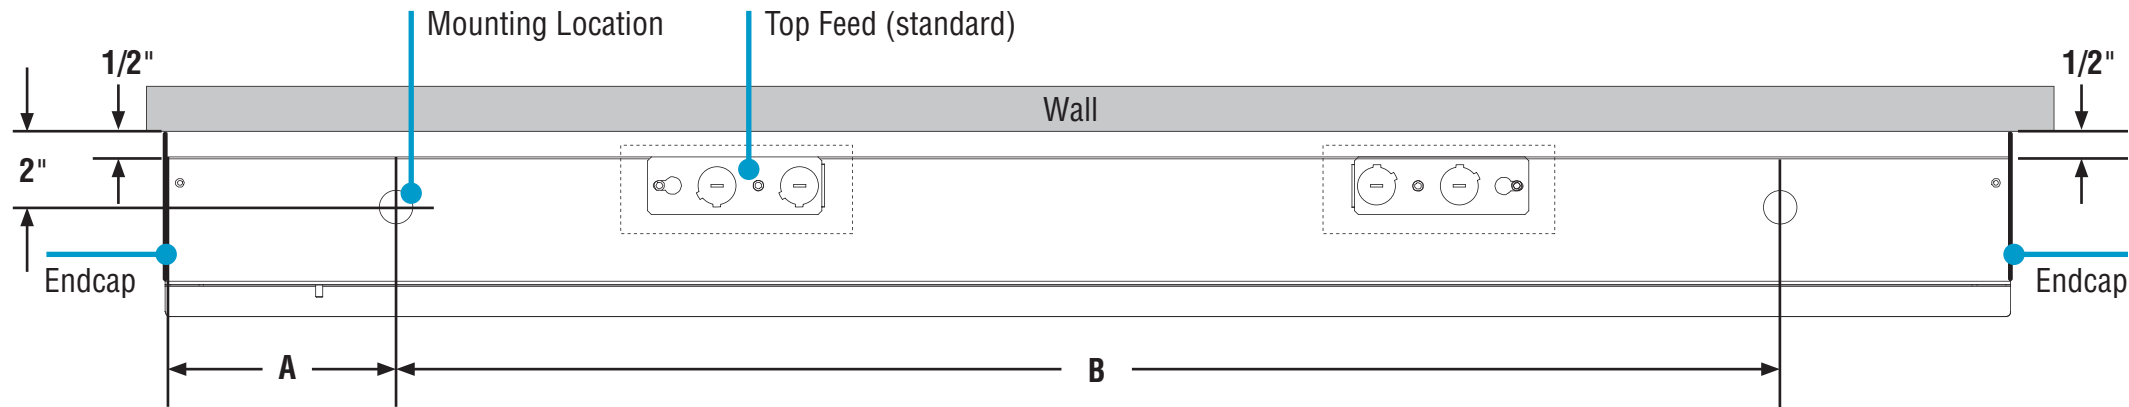 Mounting Location
Top Feed (standard)
1/2"
1/2"
Wall
2"
Endcap
Endcap
A
B